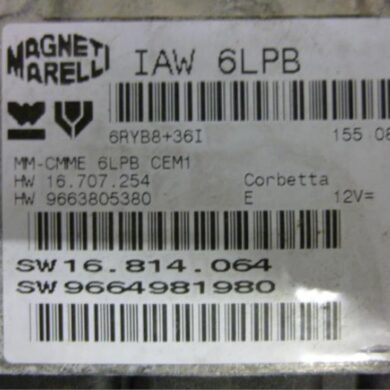 MAGNETI
MARELLI
IAW 6LPB
6RYB8+36I 155 08
MM-CMME 6LPB CEM1
HW 16.707.254 Corbetta
HW 9663805380 E 12V=
SW16.814.064
SW9664981980